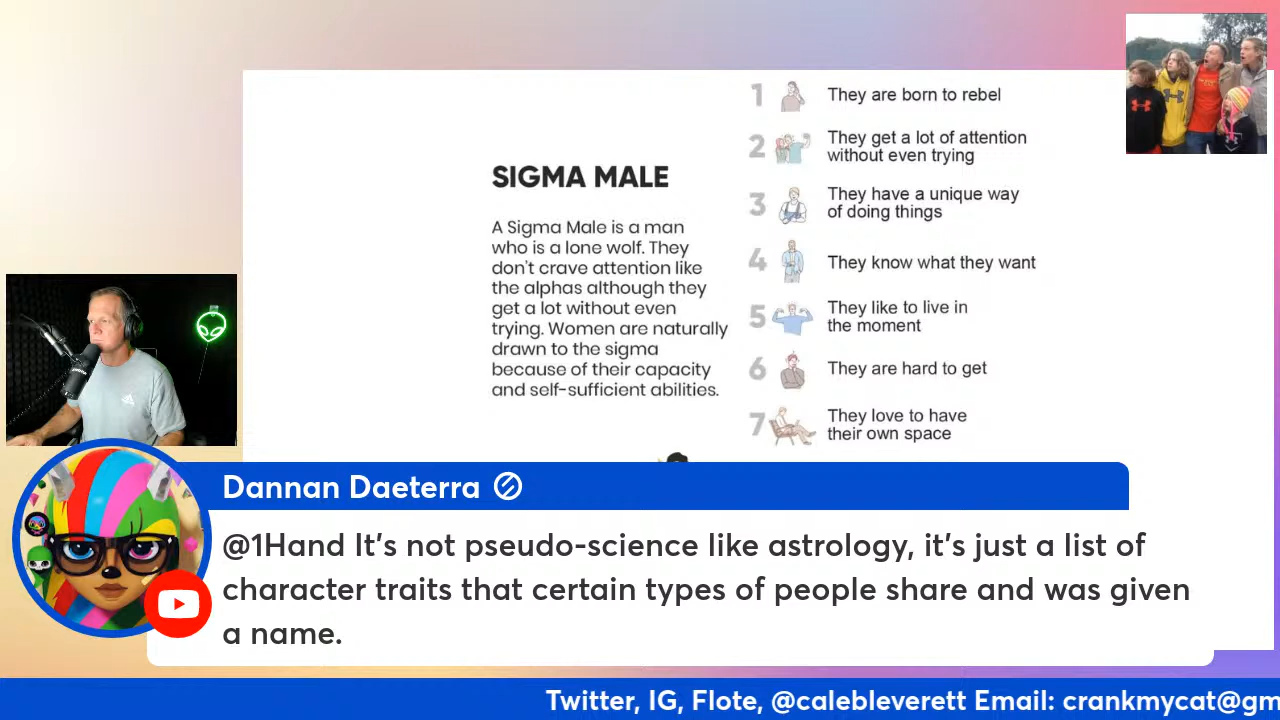 SIGMA MALE
A Sigma Male is a man
who is a lone wolf. They
don't crave attention like
the alphas although they
get a lot without even
trying. Women are naturally
drawn to the sigma
because of their capacity
and self-sufficient abilities.
1 They are born to rebel
2 They get a lot of attention
without even trying
3 They have a unique way
of doing things
4 They know what they want
5 They like to live in
the moment
6 They are hard to get
7 They love to have
their own space
Dannan Daeterra
@1Hand It's not pseudo-science like astrology, it's just a list of
character traits that certain types of people share and was given
a name.
Twitter, IG, Flote, @calebleverett Email: crankmycat@gm